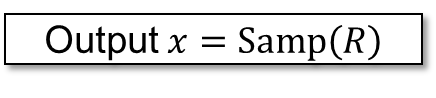 Output x = Samp(R)